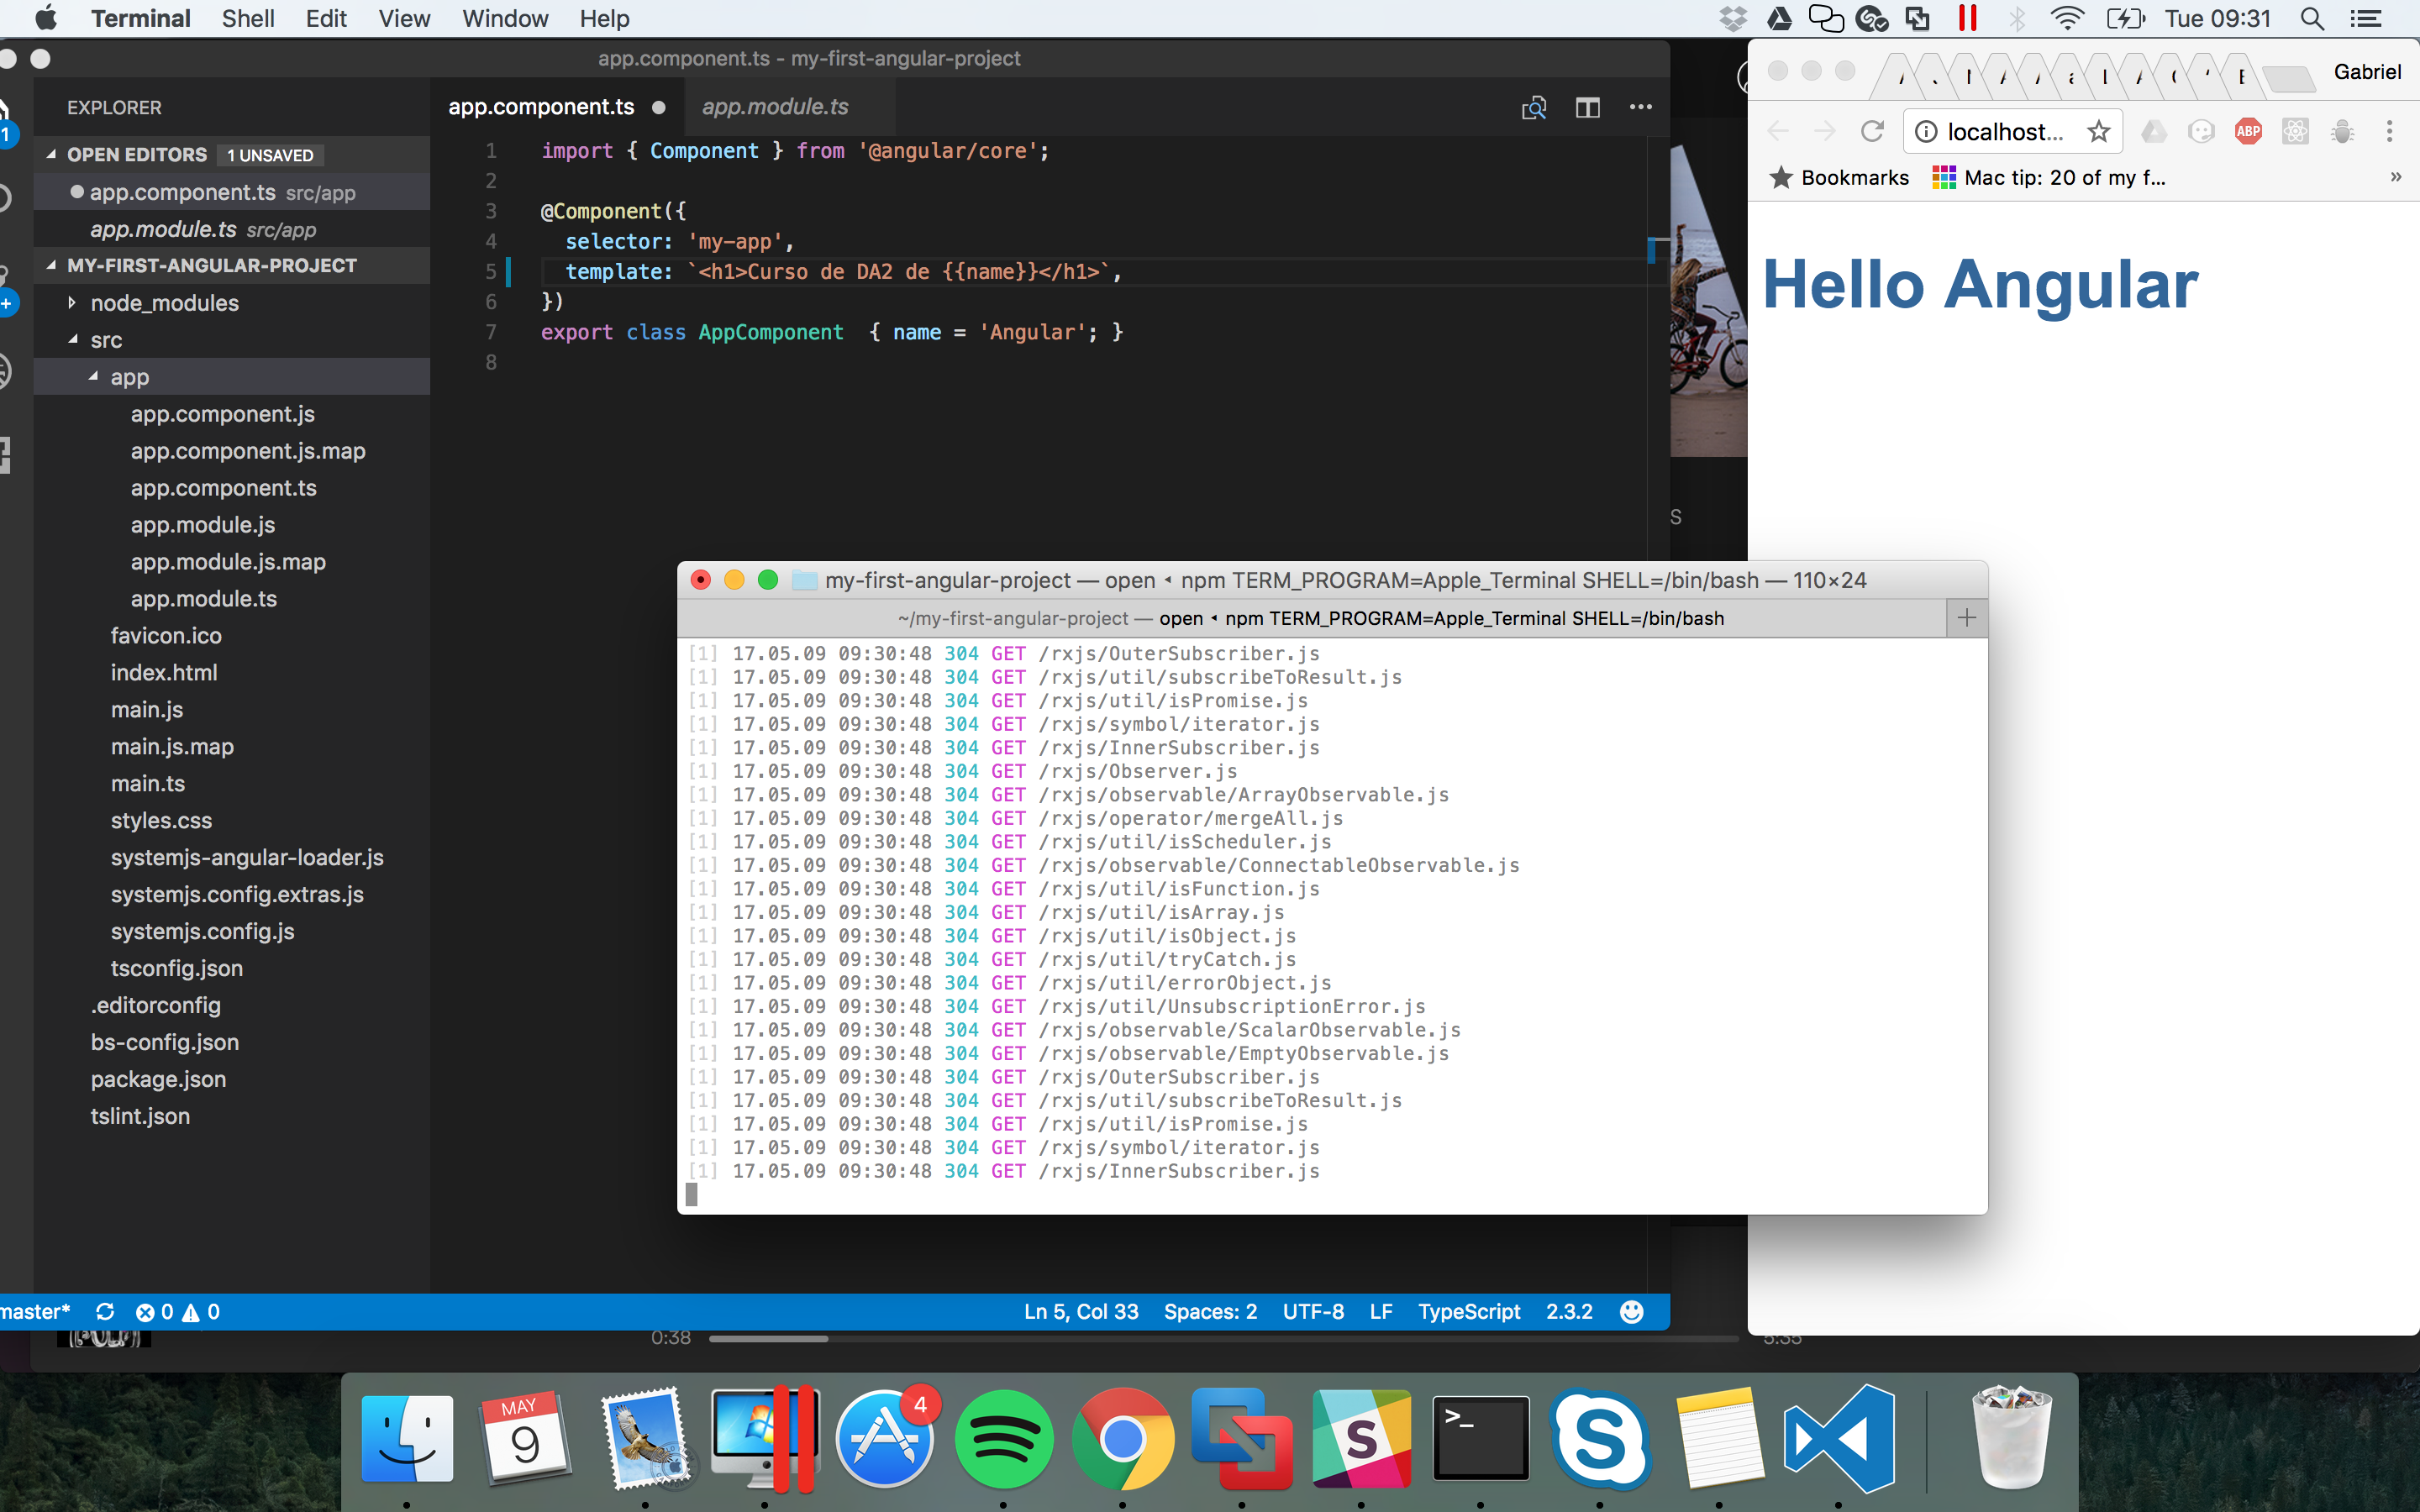 Terminal Shell Edit View Window Help
Tue 09:31
app.component.ts - my-first-angular-project
EXPLORER
1
OPEN EDITORS 1 UNSAVED
app.component.ts src/app
app.module.ts src/app
MY-FIRST-ANGULAR-PROJECT
node_modules
src
app
app.component.js
app.component.js.map
app.component.ts
app.module.js
app.module.js.map
app.module.ts
favicon.ico
index.html
main.js
main.js.map
main.ts
styles.css
systemjs-angular-loader.js
systemjs.config.extras.js
systemjs.config.js
tsconfig.json
.editorconfig
bs-config.json
package.json
tslint.json
app.component.ts app.module.ts
1 import { Component } from '@angular/core';
2
3 @Component({
4 selector: 'my-app',
5 template: `<h1>Curso de DA2 de {{name}}</h1>`,
6 })
7 export class AppComponent { name = 'Angular'; }
8
S
Gabriel
localhost...
ABP
Bookmarks Mac tip: 20 of my f... »
Hello Angular
my-first-angular-project — open ◂ npm TERM_PROGRAM=Apple_Terminal SHELL=/bin/bash — 110×24
~/my-first-angular-project — open ◂ npm TERM_PROGRAM=Apple_Terminal SHELL=/bin/bash
[1] 17.05.09 09:30:48 304 GET /rxjs/OuterSubscriber.js
[1] 17.05.09 09:30:48 304 GET /rxjs/util/subscribeToResult.js
[1] 17.05.09 09:30:48 304 GET /rxjs/util/isPromise.js
[1] 17.05.09 09:30:48 304 GET /rxjs/symbol/iterator.js
[1] 17.05.09 09:30:48 304 GET /rxjs/InnerSubscriber.js
[1] 17.05.09 09:30:48 304 GET /rxjs/Observer.js
[1] 17.05.09 09:30:48 304 GET /rxjs/observable/ArrayObservable.js
[1] 17.05.09 09:30:48 304 GET /rxjs/operator/mergeAll.js
[1] 17.05.09 09:30:48 304 GET /rxjs/util/isScheduler.js
[1] 17.05.09 09:30:48 304 GET /rxjs/observable/ConnectableObservable.js
[1] 17.05.09 09:30:48 304 GET /rxjs/util/isFunction.js
[1] 17.05.09 09:30:48 304 GET /rxjs/util/isArray.js
[1] 17.05.09 09:30:48 304 GET /rxjs/util/isObject.js
[1] 17.05.09 09:30:48 304 GET /rxjs/util/tryCatch.js
[1] 17.05.09 09:30:48 304 GET /rxjs/util/errorObject.js
[1] 17.05.09 09:30:48 304 GET /rxjs/util/UnsubscriptionError.js
[1] 17.05.09 09:30:48 304 GET /rxjs/observable/ScalarObservable.js
[1] 17.05.09 09:30:48 304 GET /rxjs/observable/EmptyObservable.js
[1] 17.05.09 09:30:48 304 GET /rxjs/OuterSubscriber.js
[1] 17.05.09 09:30:48 304 GET /rxjs/util/subscribeToResult.js
[1] 17.05.09 09:30:48 304 GET /rxjs/util/isPromise.js
[1] 17.05.09 09:30:48 304 GET /rxjs/symbol/iterator.js
[1] 17.05.09 09:30:48 304 GET /rxjs/InnerSubscriber.js
master* 0 0 Ln 5, Col 33 Spaces: 2 UTF-8 LF TypeScript 2.3.2
0:38 5:35
MAY
9
4
S
>_
S